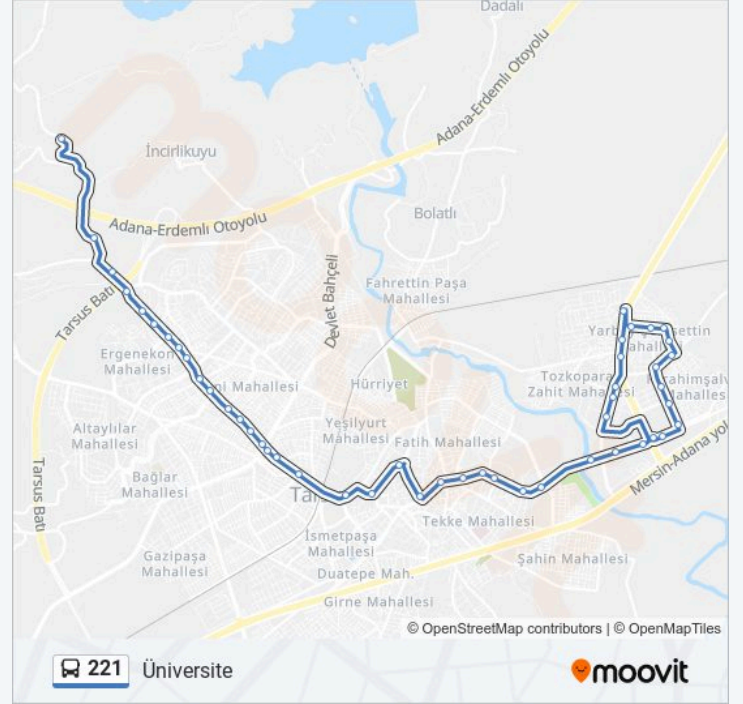 Dadalı
Adana-Erdemli Otoyolu
İncirlikuyu
Bolatlı
Adana-Erdemli Otoyolu
Devlet Bahçeli
Fahrettin Paşa
Mahallesi
Tarsus Batı
Ergenekon
Mahallesi
Hürriyet
Tozkopara
Zahit Mahallesi
Mahalles
Altaylılar
Mahallesi
Yeşilyurt
Mahallesi
Fatih Mahallesi
Mersin-Adana yol
Tarsus Batı
Bağlar
Mahallesi
Tekke Mahallesi
İsmetpaşa
Mahallesi
Gazipaşa
Mahallesi
Şahin Mahallesi
Duatepe Mah.
Girne Mahallesi
© OpenStreetMap contributors | © OpenMapTiles
221 Üniversite
moovit